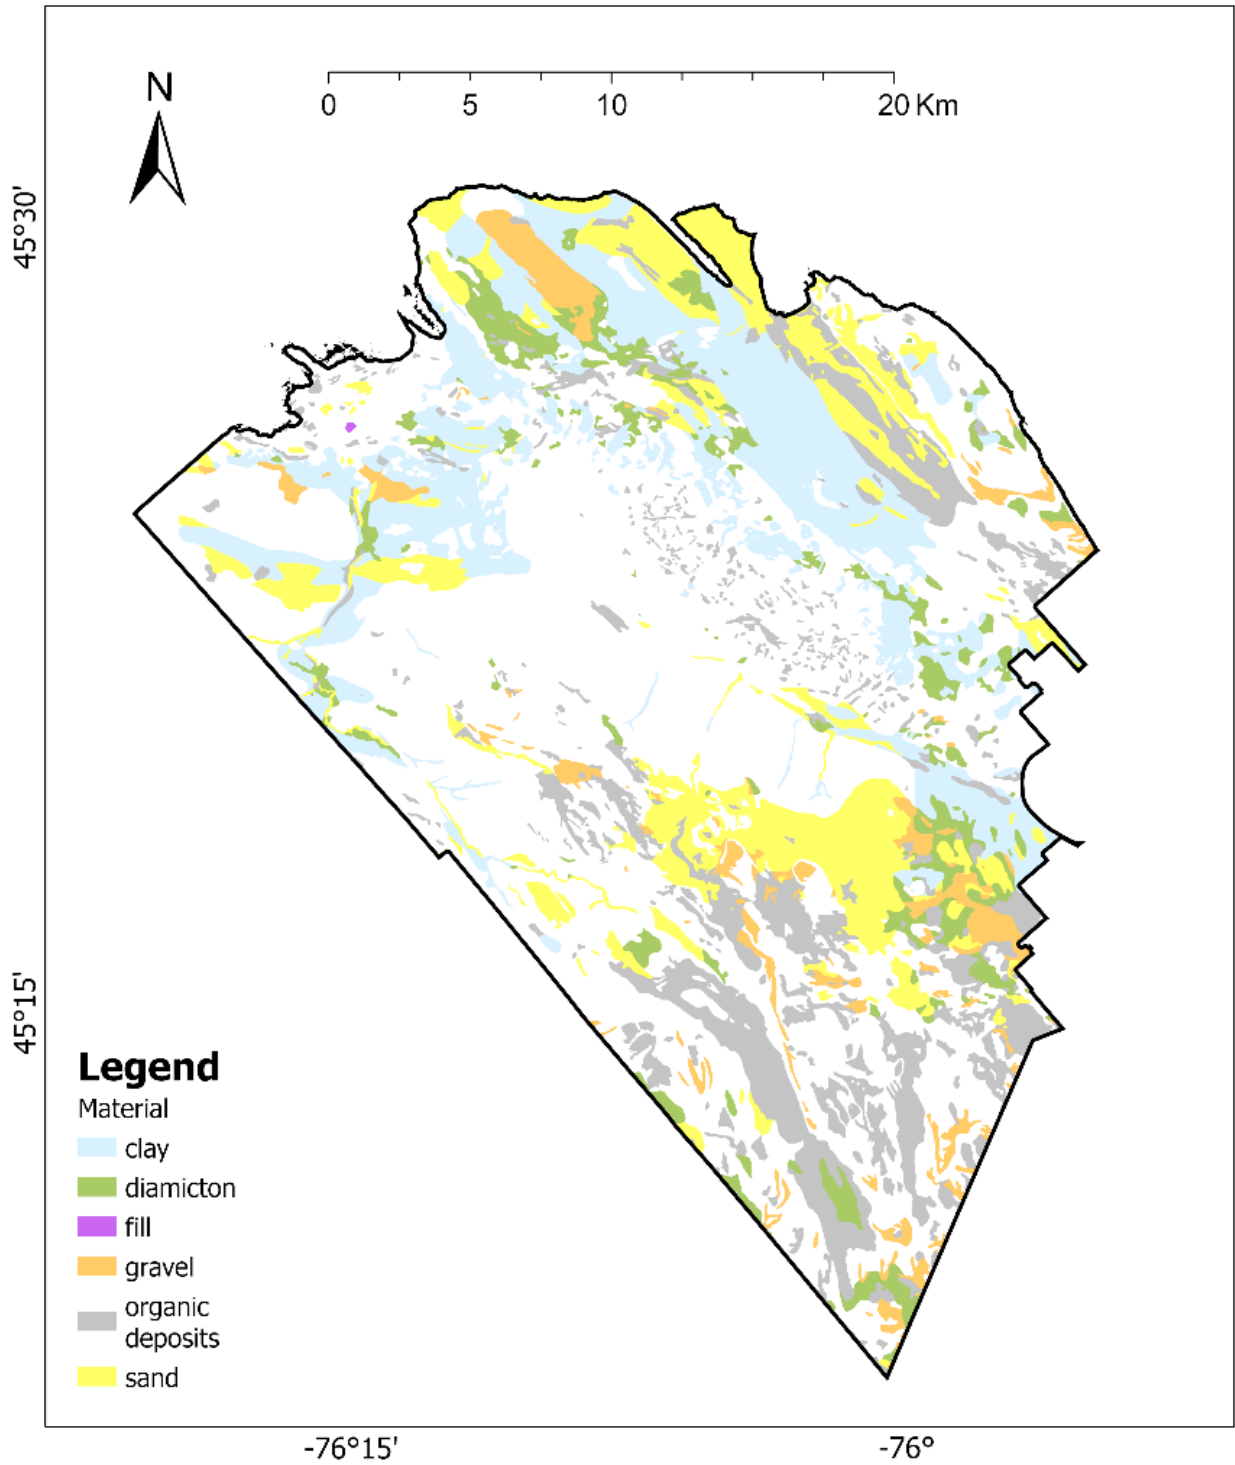 N
0 5 10 20 Km
45°30'
45°15'
Legend
Material
clay
diamicton
fill
gravel
organic
deposits
sand
-76°15' -76°